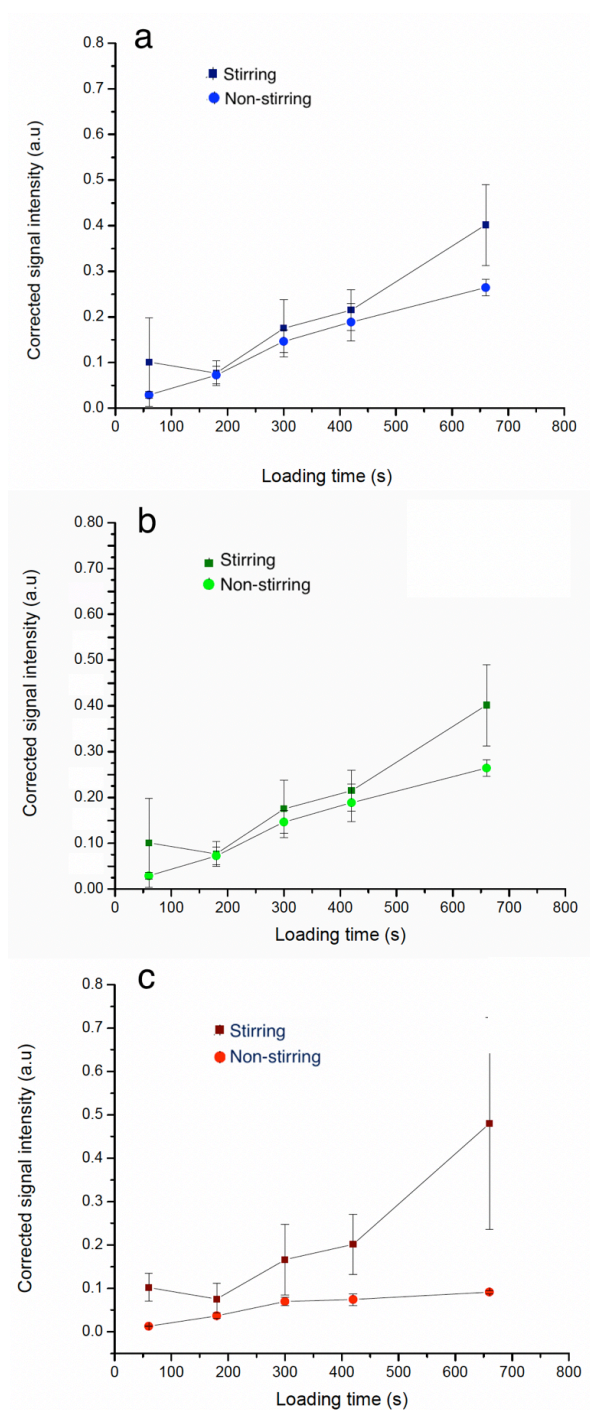 a
0.8
0.7
0.6
0.5
0.4
0.3
0.2
0.1
0.0
Corrected signal intensity (a.u)
Stirring
Non-stirring
0 100 200 300 400 500 600 700 800
Loading time (s)
b
0.80
0.70
0.60
0.50
0.40
0.30
0.20
0.10
0.00
Corrected signal intensity (a.u)
Stirring
Non-stirring
0 100 200 300 400 500 600 700 800
Loading time (s)
c
0.8
0.7
0.6
0.5
0.4
0.3
0.2
0.1
0.0
Corrected signal intensity (a.u)
Stirring
Non-stirring
0 100 200 300 400 500 600 700 800
Loading time (s)